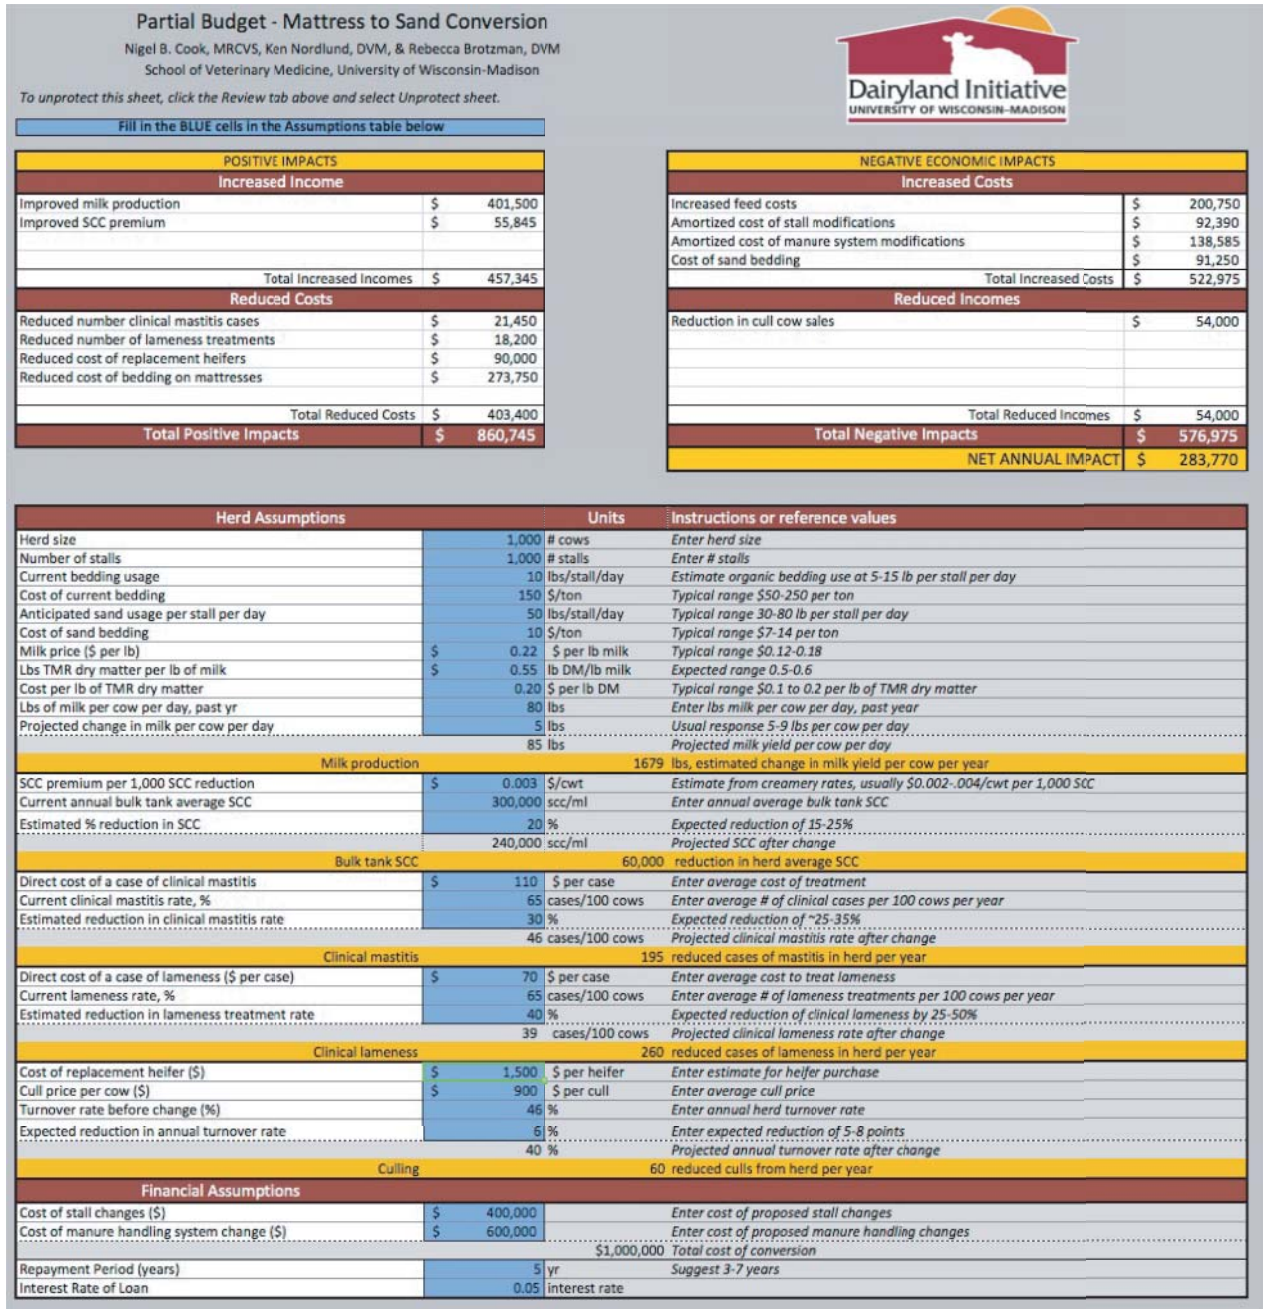 Partial Budget - Mattress to Sand Conversion
Nigel B. Cook, MRCVS, Ken Nordlund, DVM, & Rebecca Brotzman, DVM
School of Veterinary Medicine, University of Wisconsin-Madison
To unprotect this sheet, click the Review tab above and select Unprotect sheet.
Fill in the BLUE cells in the Assumptions table below
Dairyland Initiative
UNIVERSITY OF WISCONSIN-MADISON
POSITIVE IMPACTS
Increased Income
Improved milk production $ 401,500
Improved SCC premium $ 55,845
Total Increased Incomes $ 457,345
Reduced Costs
Reduced number clinical mastitis cases $ 21,450
Reduced number of lameness treatments $ 18,200
Reduced cost of replacement heifers $ 90,000
Reduced cost of bedding on mattresses $ 273,750
Total Reduced Costs $ 403,400
Total Positive Impacts $ 860,745
NEGATIVE ECONOMIC IMPACTS
Increased Costs
Increased feed costs $ 200,750
Amortized cost of stall modifications $ 92,390
Amortized cost of manure system modifications $ 138,585
Cost of sand bedding $ 91,250
Total Increased Costs $ 522,975
Reduced Incomes
Reduction in cull cow sales $ 54,000
Total Reduced Incomes $ 54,000
Total Negative Impacts $ 576,975
NET ANNUAL IMPACT $ 283,770
Herd Assumptions Units Instructions or reference values
Herd size 1,000 # cows Enter herd size
Number of stalls 1,000 # stalls Enter # stalls
Current bedding usage 10 lbs/stall/day Estimate organic bedding use at 5-15 lb per stall per day
Cost of current bedding 150 $/ton Typical range $50-250 per ton
Anticipated sand usage per stall per day 50 lbs/stall/day Typical range 30-80 lb per stall per day
Cost of sand bedding 10 $/ton Typical range $7-14 per ton
Milk price ($ per lb) $ 0.22 $ per lb milk Typical range $0.12-0.18
Lbs TMR dry matter per lb of milk $ 0.55 lb DM/lb milk Expected range 0.5-0.6
Cost per lb of TMR dry matter 0.20 $ per lb DM Typical range $0.1 to 0.2 per lb of TMR dry matter
Lbs of milk per cow per day, past yr 80 lbs Enter lbs milk per cow per day, past year
Projected change in milk per cow per day 5 lbs Usual response 5-9 lbs per cow per day
85 lbs Projected milk yield per cow per day
Milk production 1679 lbs, estimated change in milk yield per cow per year
SCC premium per 1,000 SCC reduction $ 0.003 $/cwt Estimate from creamery rates, usually $0.002-.004/cwt per 1,000 SCC
Current annual bulk tank average SCC 300,000 scc/ml Enter annual average bulk tank SCC
Estimated % reduction in SCC 20 % Expected reduction of 15-25%
240,000 scc/ml Projected SCC after change
Bulk tank SCC 60,000 reduction in herd average SCC
Direct cost of a case of clinical mastitis $ 110 $ per case Enter average cost of treatment
Current clinical mastitis rate, % 65 cases/100 cows Enter average # of clinical cases per 100 cows per year
Estimated reduction in clinical mastitis rate 30 % Expected reduction of ~25-35%
46 cases/100 cows Projected clinical mastitis rate after change
Clinical mastitis 195 reduced cases of mastitis in herd per year
Direct cost of a case of lameness ($ per case) $ 70 $ per case Enter average cost to treat lameness
Current lameness rate, % 65 cases/100 cows Enter average # of lameness treatments per 100 cows per year
Estimated reduction in lameness treatment rate 40 % Expected reduction of clinical lameness by 25-50%
39 cases/100 cows Projected clinical lameness rate after change
Clinical lameness 260 reduced cases of lameness in herd per year
Cost of replacement heifer ($) $ 1,500 $ per heifer Enter estimate for heifer purchase
Cull price per cow ($) $ 900 $ per cull Enter average cull price
Turnover rate before change (%) 46 % Enter annual herd turnover rate
Expected reduction in annual turnover rate 6 % Enter expected reduction of 5-8 points
40 % Projected annual turnover rate after change
Culling 60 reduced culls from herd per year
Financial Assumptions
Cost of stall changes ($) $ 400,000 Enter cost of proposed stall changes
Cost of manure handling system change ($) $ 600,000 Enter cost of proposed manure handling changes
$1,000,000 Total cost of conversion
Repayment Period (years) 5 yr Suggest 3-7 years
Interest Rate of Loan 0.05 interest rate